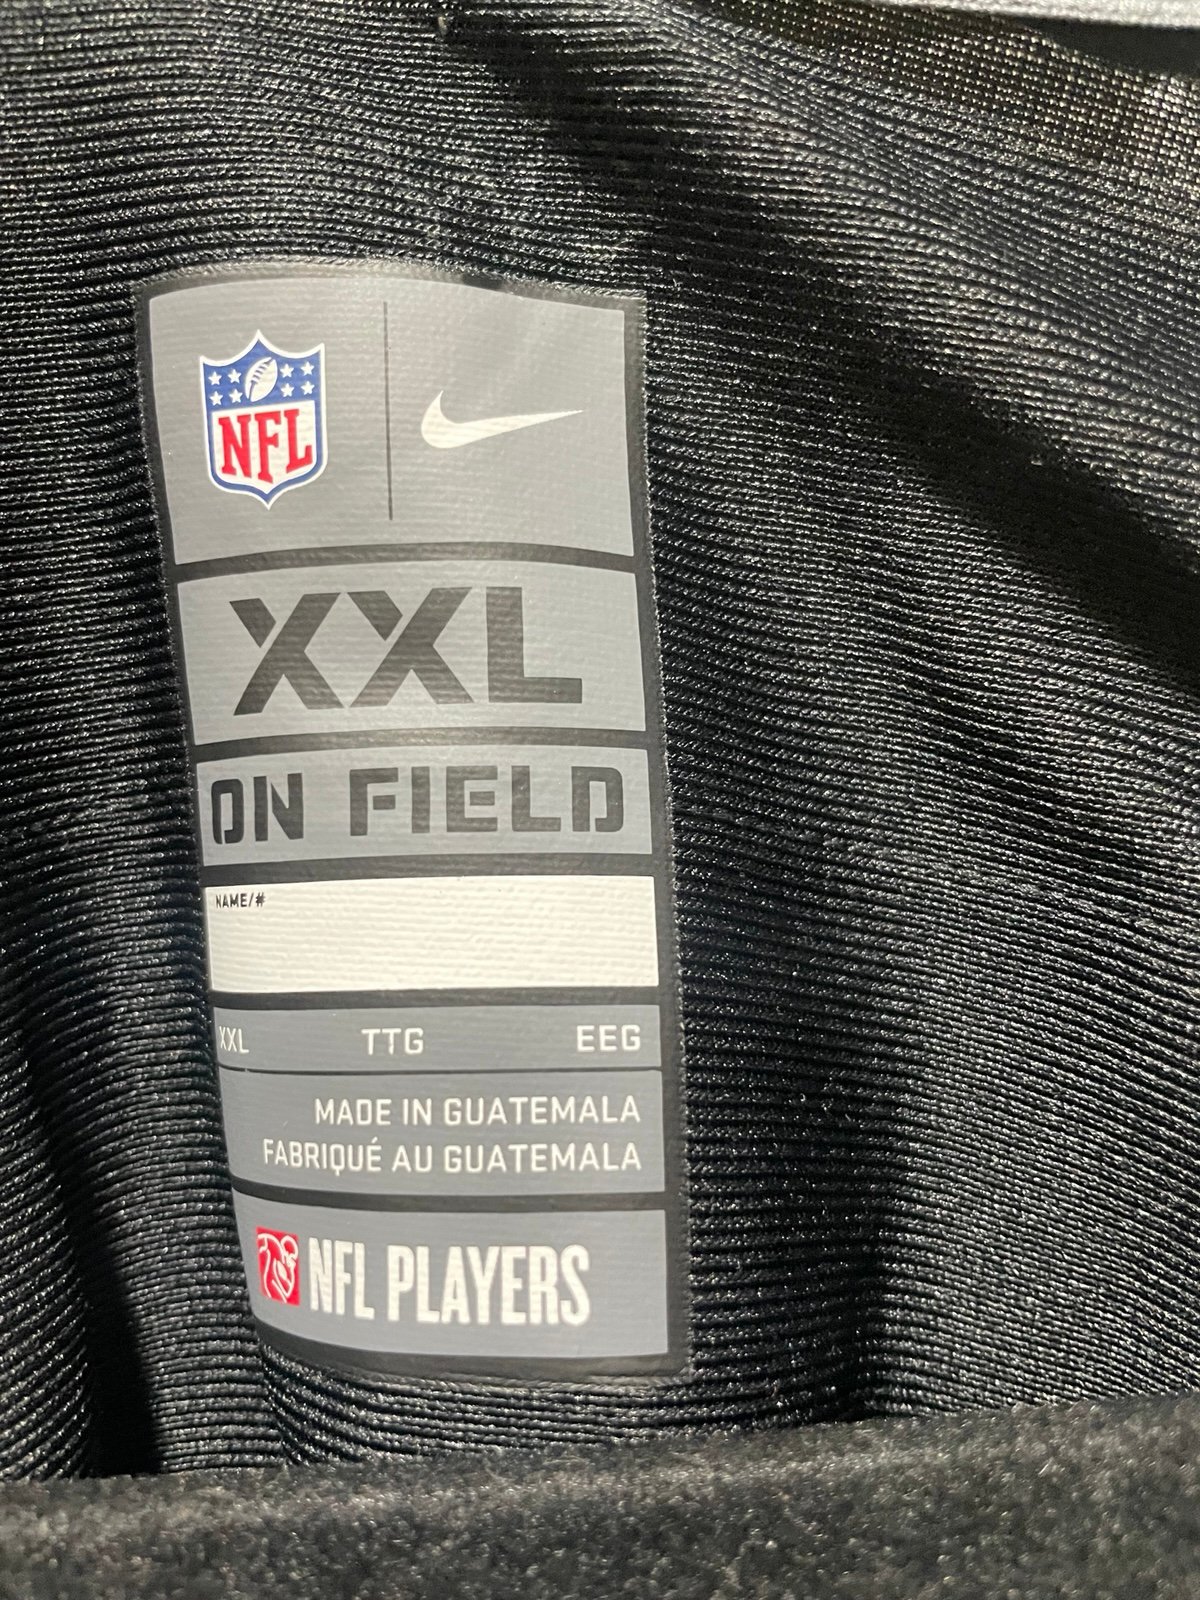 NFL
XXL
ON FIELD
NAME/#
XXL TTG EEG
MADE IN GUATEMALA
FABRIQUÉ AU GUATEMALA
NFL PLAYERS